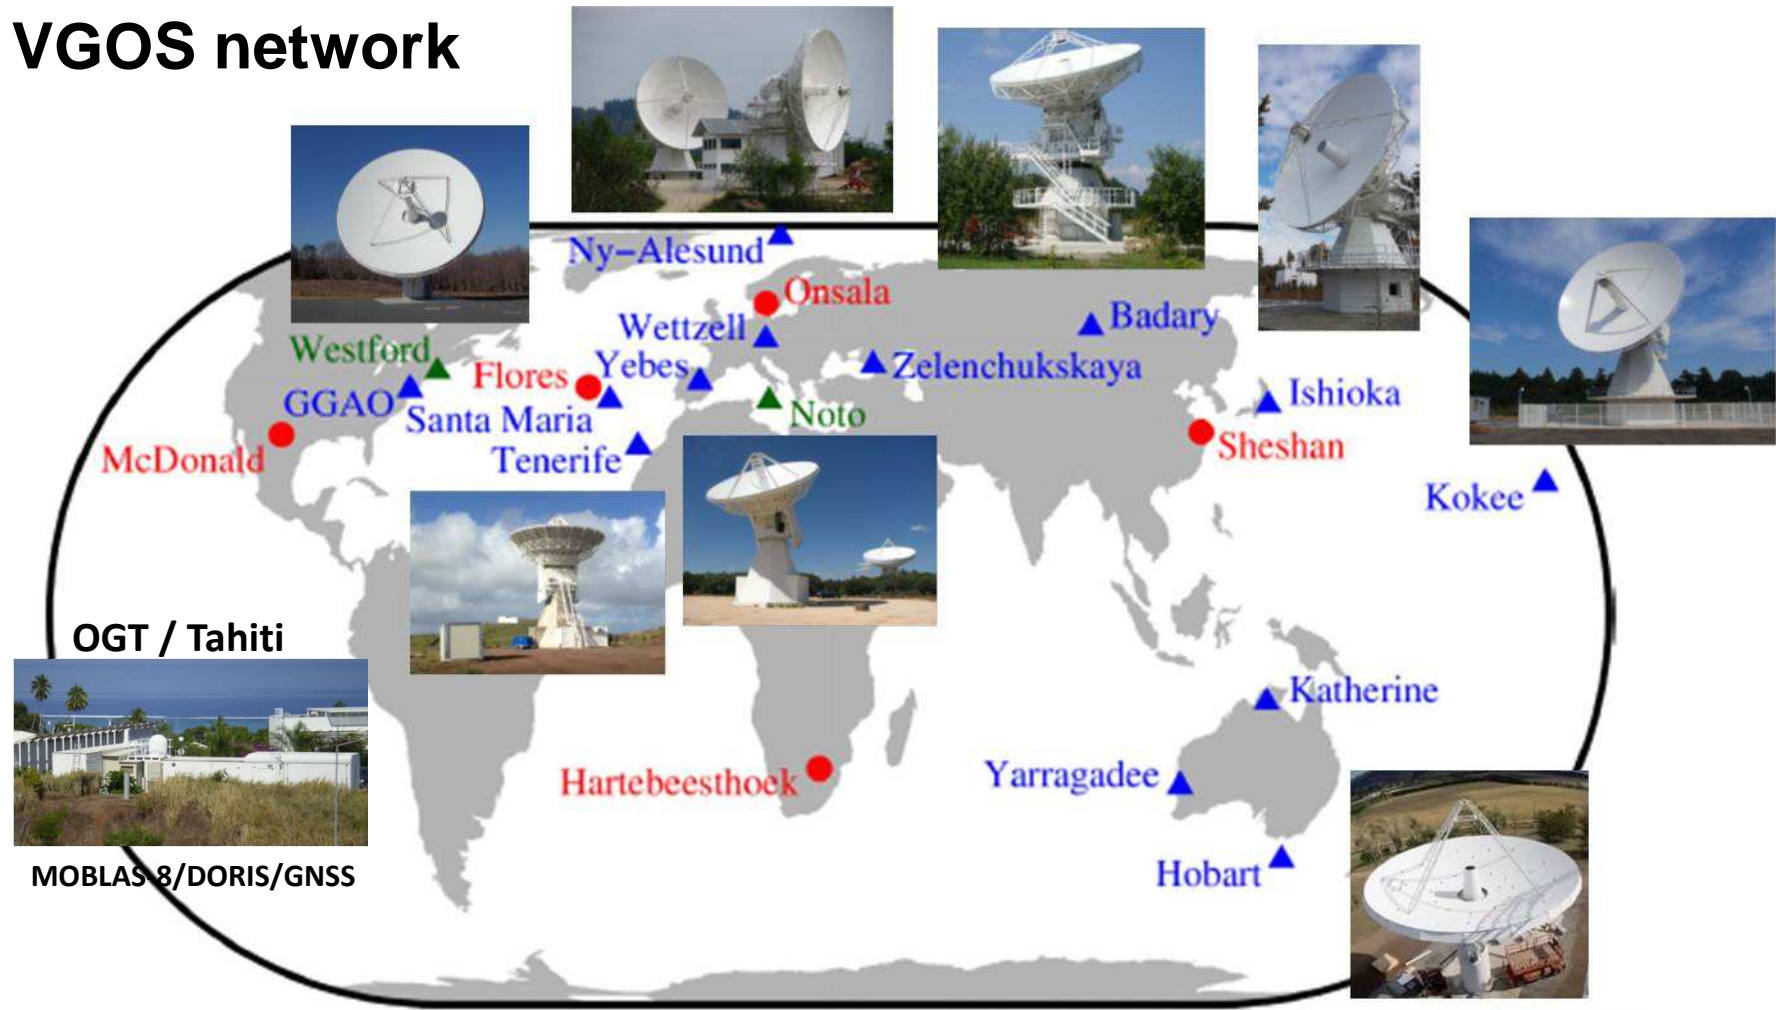 VGOS network
Ny-Alesund
Onsala
Badary
Wettzell
Westford
Zelenchukskaya
Yebes
Flores
GGAO
Ishioka
Santa Maria
Noto
Sheshan
McDonald
Tenerife
Kokee
OGT / Tahiti
Katherine
Yarragadee
Hartebeesthoek
Hobart
MOBLAS-8/DORIS/GNSS